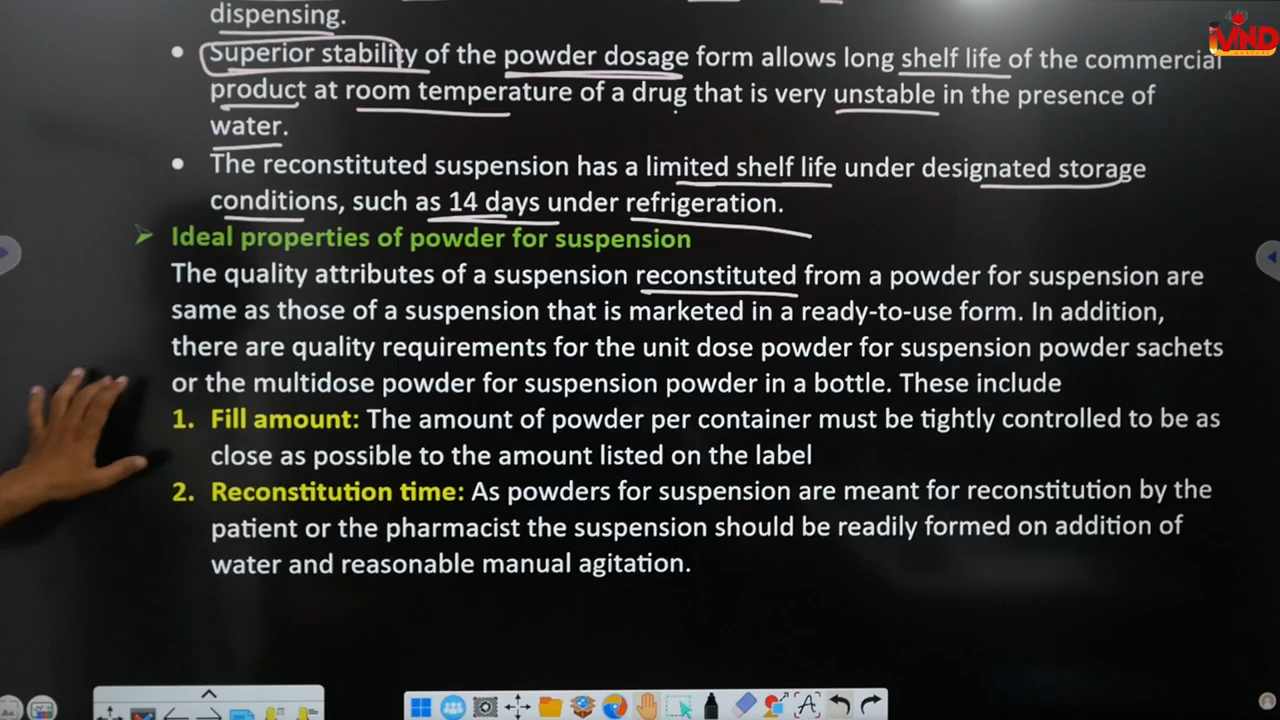 dispensing.
• Superior stability of the powder dosage form allows long shelf life of the commercial
product at room temperature of a drug that is very unstable in the presence of
water.
• The reconstituted suspension has a limited shelf life under designated storage
conditions, such as 14 days under refrigeration.
➢ Ideal properties of powder for suspension
The quality attributes of a suspension reconstituted from a powder for suspension are
same as those of a suspension that is marketed in a ready-to-use form. In addition,
there are quality requirements for the unit dose powder for suspension powder sachets
or the multidose powder for suspension powder in a bottle. These include
1. Fill amount: The amount of powder per container must be tightly controlled to be as
close as possible to the amount listed on the label
2. Reconstitution time: As powders for suspension are meant for reconstitution by the
patient or the pharmacist the suspension should be readily formed on addition of
water and reasonable manual agitation.